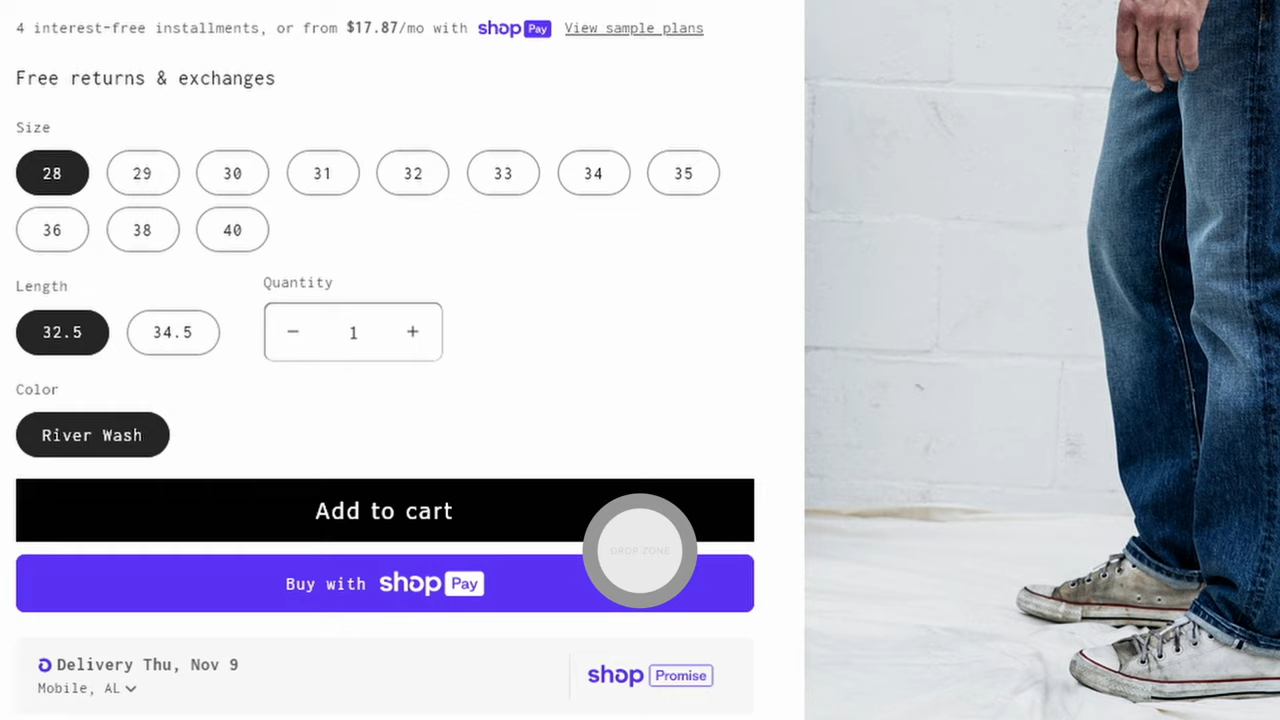 4 interest-free installments, or from $17.87/mo with shop Pay View sample plans
Free returns & exchanges
Size
28 29 30 31 32 33 34 35
36 38 40
Length
Quantity
32.5 34.5
− 1 +
Color
River Wash
Add to cart
DROP ZONE
Buy with shop Pay
Delivery Thu, Nov 9
Mobile, AL
shop Promise